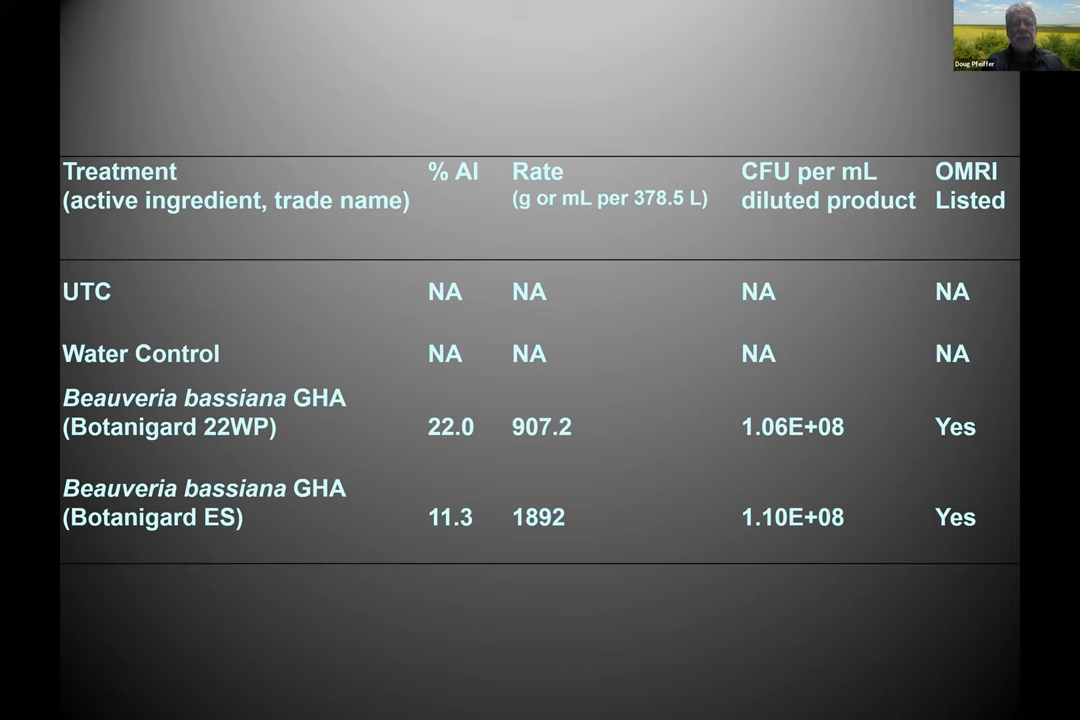 Doug Pfeiffer
Treatment % AI Rate CFU per mL OMRI
(active ingredient, trade name) (g or mL per 378.5 L) diluted product Listed
UTC NA NA NA NA
Water Control NA NA NA NA
Beauveria bassiana GHA
(Botanigard 22WP) 22.0 907.2 1.06E+08 Yes
Beauveria bassiana GHA
(Botanigard ES) 11.3 1892 1.10E+08 Yes